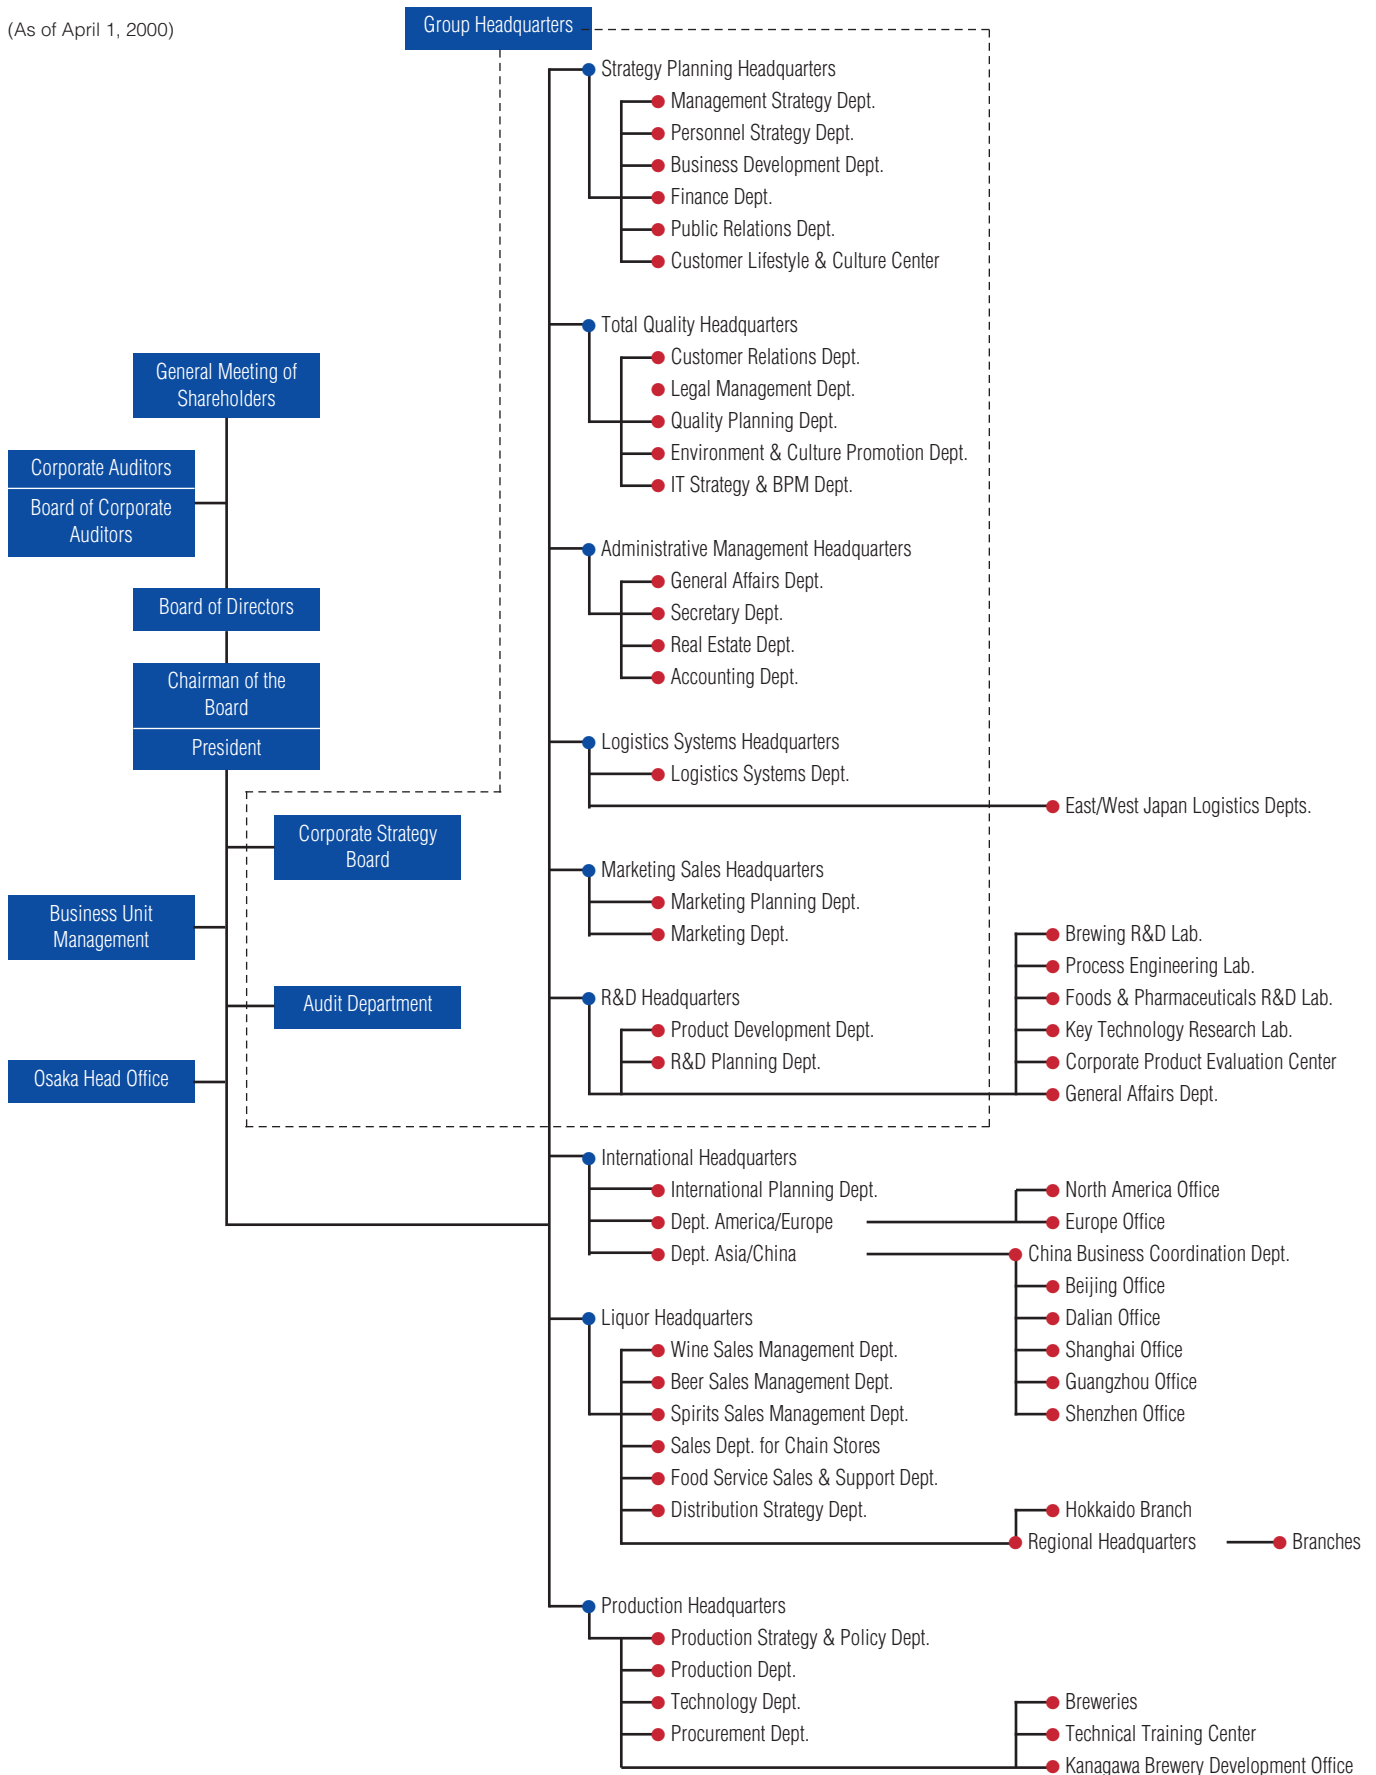 (As of April 1, 2000)
Group Headquarters
General Meeting of
Shareholders
Corporate Auditors
Board of Corporate
Auditors
Board of Directors
Chairman of the
Board
President
Corporate Strategy
Board
Business Unit
Management
Audit Department
Osaka Head Office
Strategy Planning Headquarters
Management Strategy Dept.
Personnel Strategy Dept.
Business Development Dept.
Finance Dept.
Public Relations Dept.
Customer Lifestyle & Culture Center
Total Quality Headquarters
Customer Relations Dept.
Legal Management Dept.
Quality Planning Dept.
Environment & Culture Promotion Dept.
IT Strategy & BPM Dept.
Administrative Management Headquarters
General Affairs Dept.
Secretary Dept.
Real Estate Dept.
Accounting Dept.
Logistics Systems Headquarters
Logistics Systems Dept.
East/West Japan Logistics Depts.
Marketing Sales Headquarters
Marketing Planning Dept.
Marketing Dept.
R&D Headquarters
Product Development Dept.
R&D Planning Dept.
Brewing R&D Lab.
Process Engineering Lab.
Foods & Pharmaceuticals R&D Lab.
Key Technology Research Lab.
Corporate Product Evaluation Center
General Affairs Dept.
International Headquarters
International Planning Dept.
Dept. America/Europe
Dept. Asia/China
North America Office
Europe Office
China Business Coordination Dept.
Beijing Office
Dalian Office
Shanghai Office
Guangzhou Office
Shenzhen Office
Liquor Headquarters
Wine Sales Management Dept.
Beer Sales Management Dept.
Spirits Sales Management Dept.
Sales Dept. for Chain Stores
Food Service Sales & Support Dept.
Distribution Strategy Dept.
Hokkaido Branch
Regional Headquarters
Branches
Production Headquarters
Production Strategy & Policy Dept.
Production Dept.
Technology Dept.
Procurement Dept.
Breweries
Technical Training Center
Kanagawa Brewery Development Office